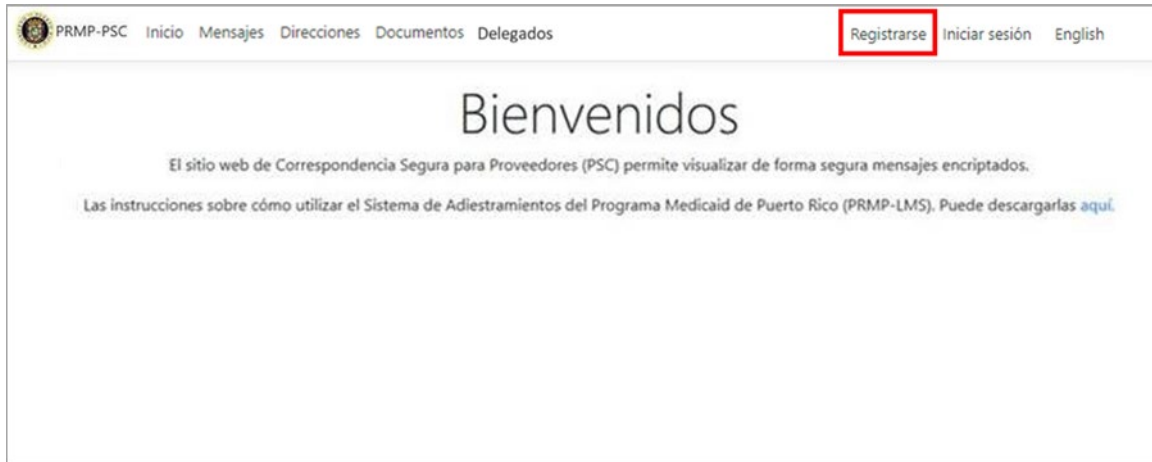 PRMP-PSC Inicio Mensajes Direcciones Documentos Delegados Registrarse Iniciar sesión English
Bienvenidos
El sitio web de Correspondencia Segura para Proveedores (PSC) permite visualizar de forma segura mensajes encriptados.
Las instrucciones sobre cómo utilizar el Sistema de Adiestramientos del Programa Medicaid de Puerto Rico (PRMP-LMS). Puede descargarlas aquí.